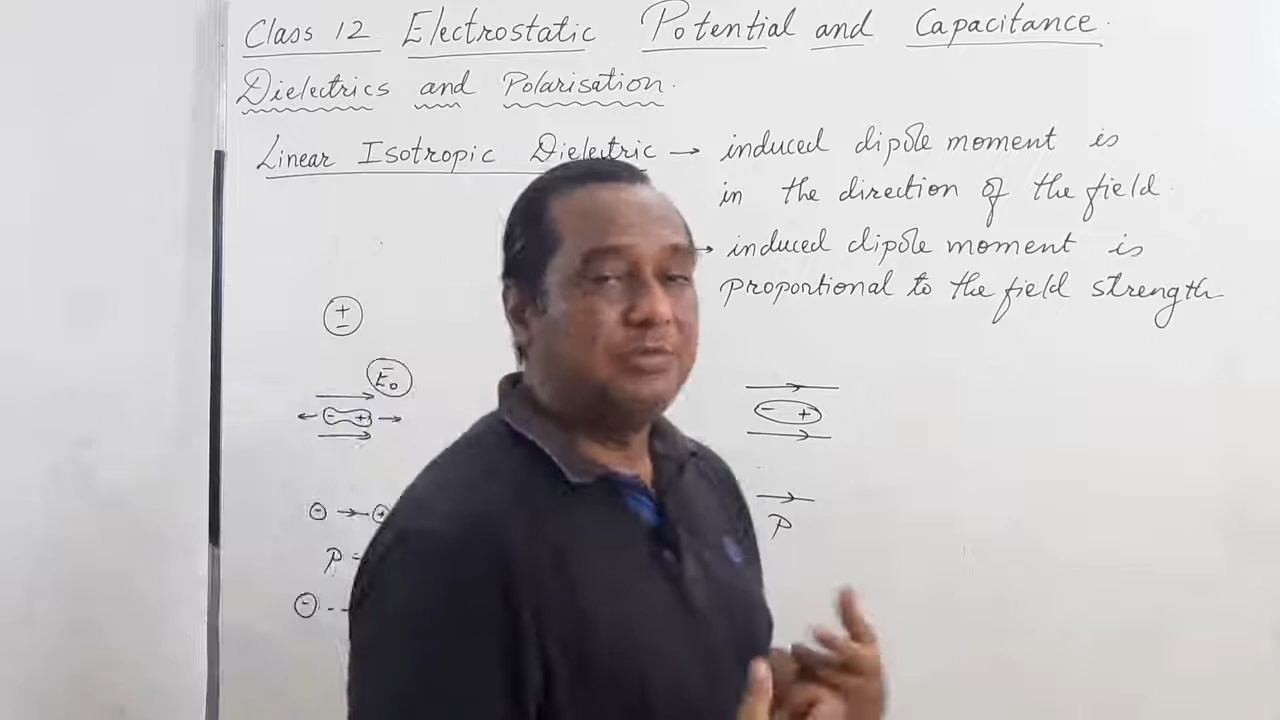 Class 12 Electrostatic Potential and Capacitance.
Dielectrics and Polarisation.
Linear Isotropic Dielectric → induced dipole moment is
in the direction of the field.
→ induced dipole moment is
proportional to the field strength
+
-
E₀
← - + →
- +
- → +
P
P =
- --